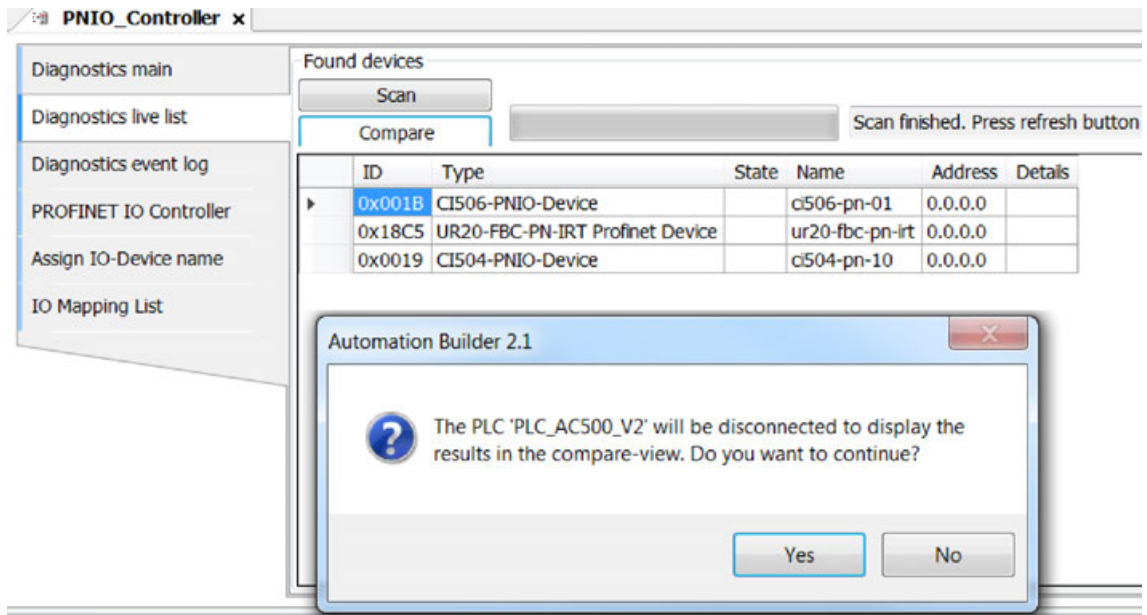 PNIO_Controller x
Diagnostics main
Diagnostics live list
Diagnostics event log
PROFINET IO Controller
Assign IO-Device name
IO Mapping List
Found devices
Scan
Compare
Scan finished. Press refresh button
ID Type State Name Address Details
0x001B CI506-PNIO-Device ci506-pn-01 0.0.0.0
0x18C5 UR20-FBC-PN-IRT Profinet Device ur20-fbc-pn-irt 0.0.0.0
0x0019 CI504-PNIO-Device ci504-pn-10 0.0.0.0
Automation Builder 2.1
The PLC 'PLC_AC500_V2' will be disconnected to display the
results in the compare-view. Do you want to continue?
Yes No